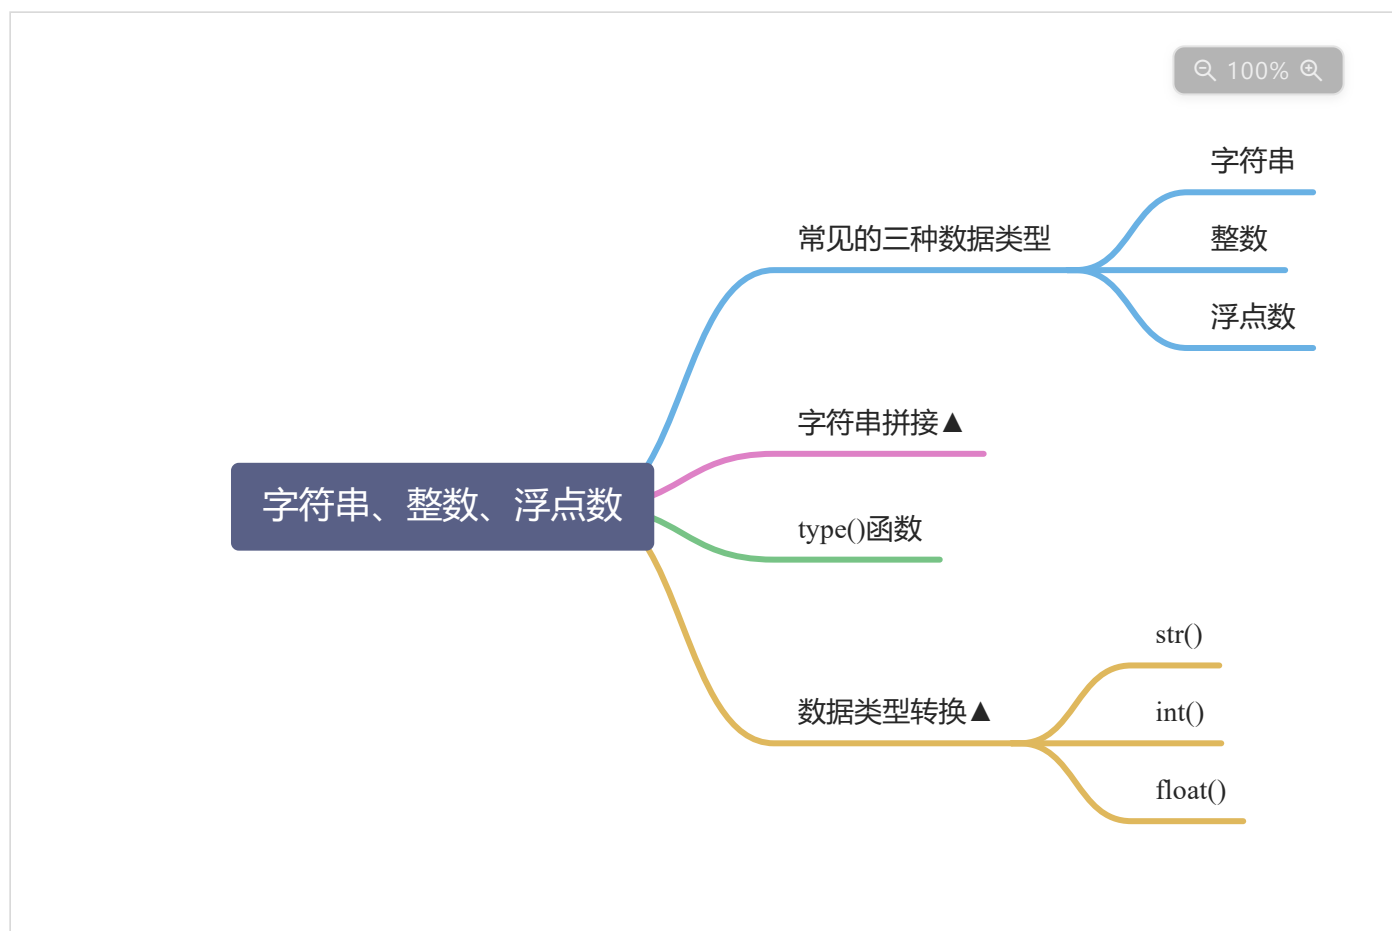 100%
字符串
常见的三种数据类型
整数
浮点数
字符串拼接▲
字符串、整数、浮点数
type()函数
str()
数据类型转换▲
int()
float()